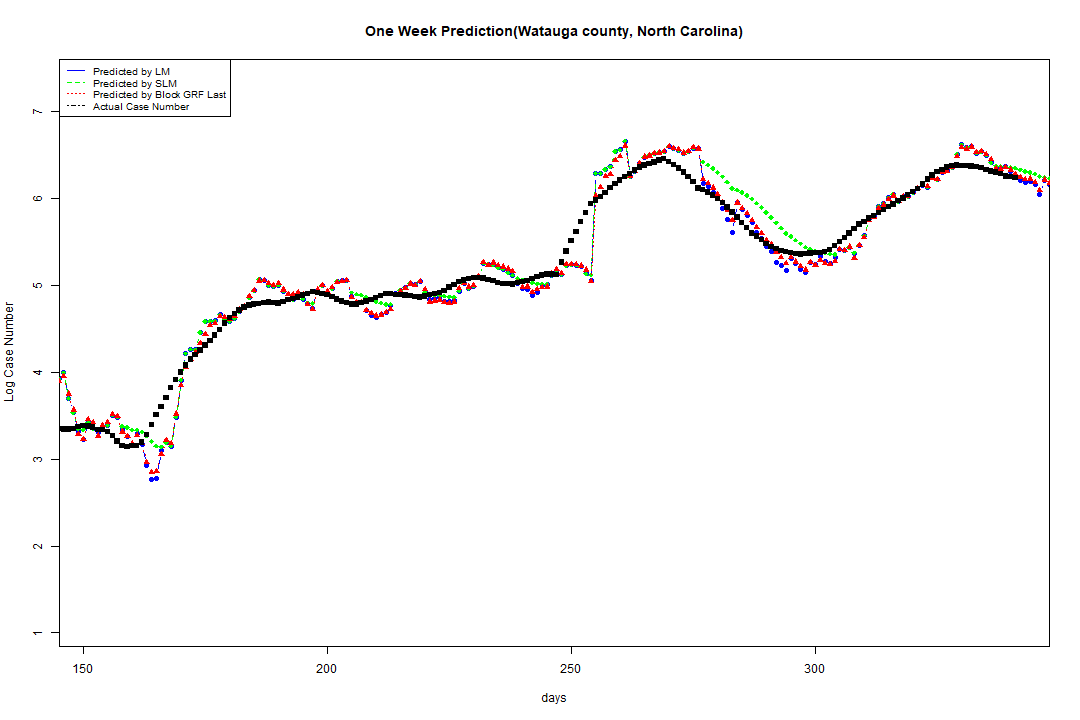 One Week Prediction(Watauga county, North Carolina)
Predicted by LM
Predicted by SLM
Predicted by Block GRF Last
Actual Case Number
7
6
5
4
3
2
1
Log Case Number
150 200 250 300
days